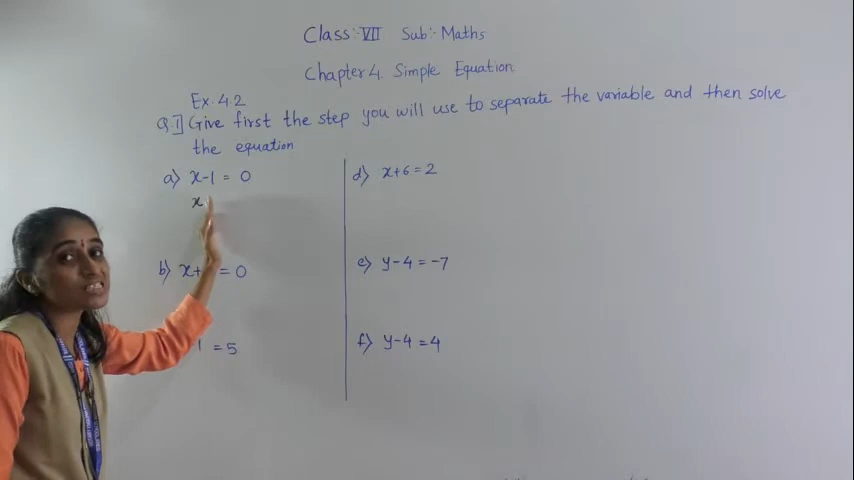 Class:- VII Sub:- Maths
Chapter 4. Simple Equation
Ex. 4.2
Q.1] Give first the step you will use to separate the variable and then solve
the equation
a) x-1 = 0
x
b) x+ = 0
= 5
d) x+6 = 2
e) y-4 = -7
f) y-4 = 4